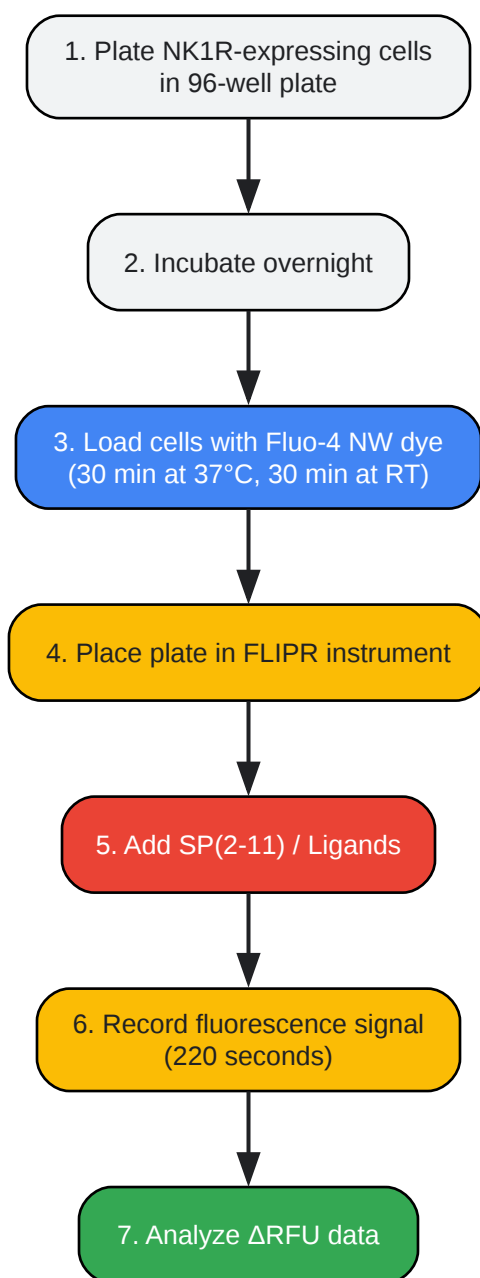 1. Plate NK1R-expressing cells
in 96-well plate
2. Incubate overnight
3. Load cells with Fluo-4 NW dye
(30 min at 37°C, 30 min at RT)
4. Place plate in FLIPR instrument
5. Add SP(2-11) / Ligands
6. Record fluorescence signal
(220 seconds)
7. Analyze ΔRFU data